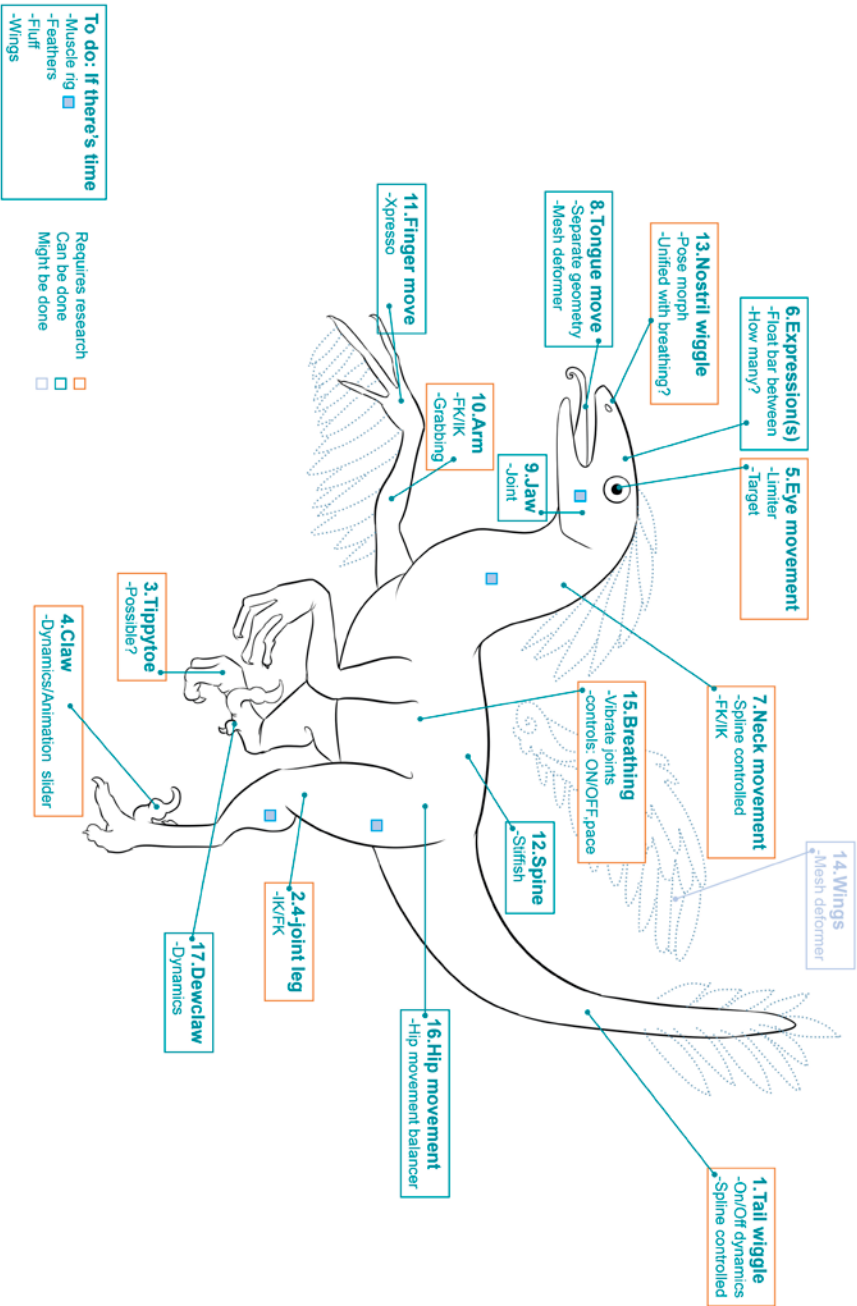 6.Expression(s)
-Float bar between
-How many?
5.Eye movement
-Limiter
-Target
13.Nostril wiggle
-Pose morph
-Unified with breathing?
7.Neck movement
-Spline controlled
-FK/IK
14.Wings
-Mesh deformer
1.Tail wiggle
-On/Off dynamics
-Spline controlled
8.Tongue move
-Separate geometry
-Mesh deformer
15.Breathing
-Vibrate joints
-controls: ON/OFF,pace
9.Jaw
-Joint
12.Spine
-Stiffish
10.Arm
-FK/IK
-Grabbing
11.Finger move
-Xpresso
16.Hip movement
-Hip movement balancer
2.4-joint leg
-IK/FK
3.Tippytoe
-Possible?
17.Dewclaw
-Dynamics
4.Claw
-Dynamics/Animation slider
To do: If there's time
-Muscle rig
-Feathers
-Fluff
-Wings
Requires research
Can be done
Might be done